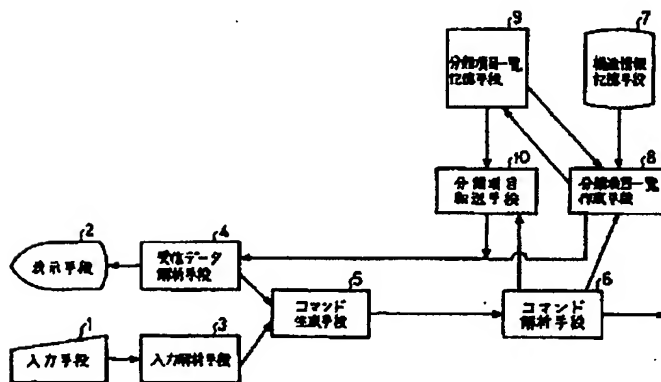 9
7
分離項目一覧
記憶手段
構造情報
記憶手段
10
8
分離項目
転送手段
分離項目一覧
作成手段
2
4
表示手段
受信データ
解析手段
5
コマンド
生成手段
6
コマンド
解析手段
1
3
入力手段
入力解析手段